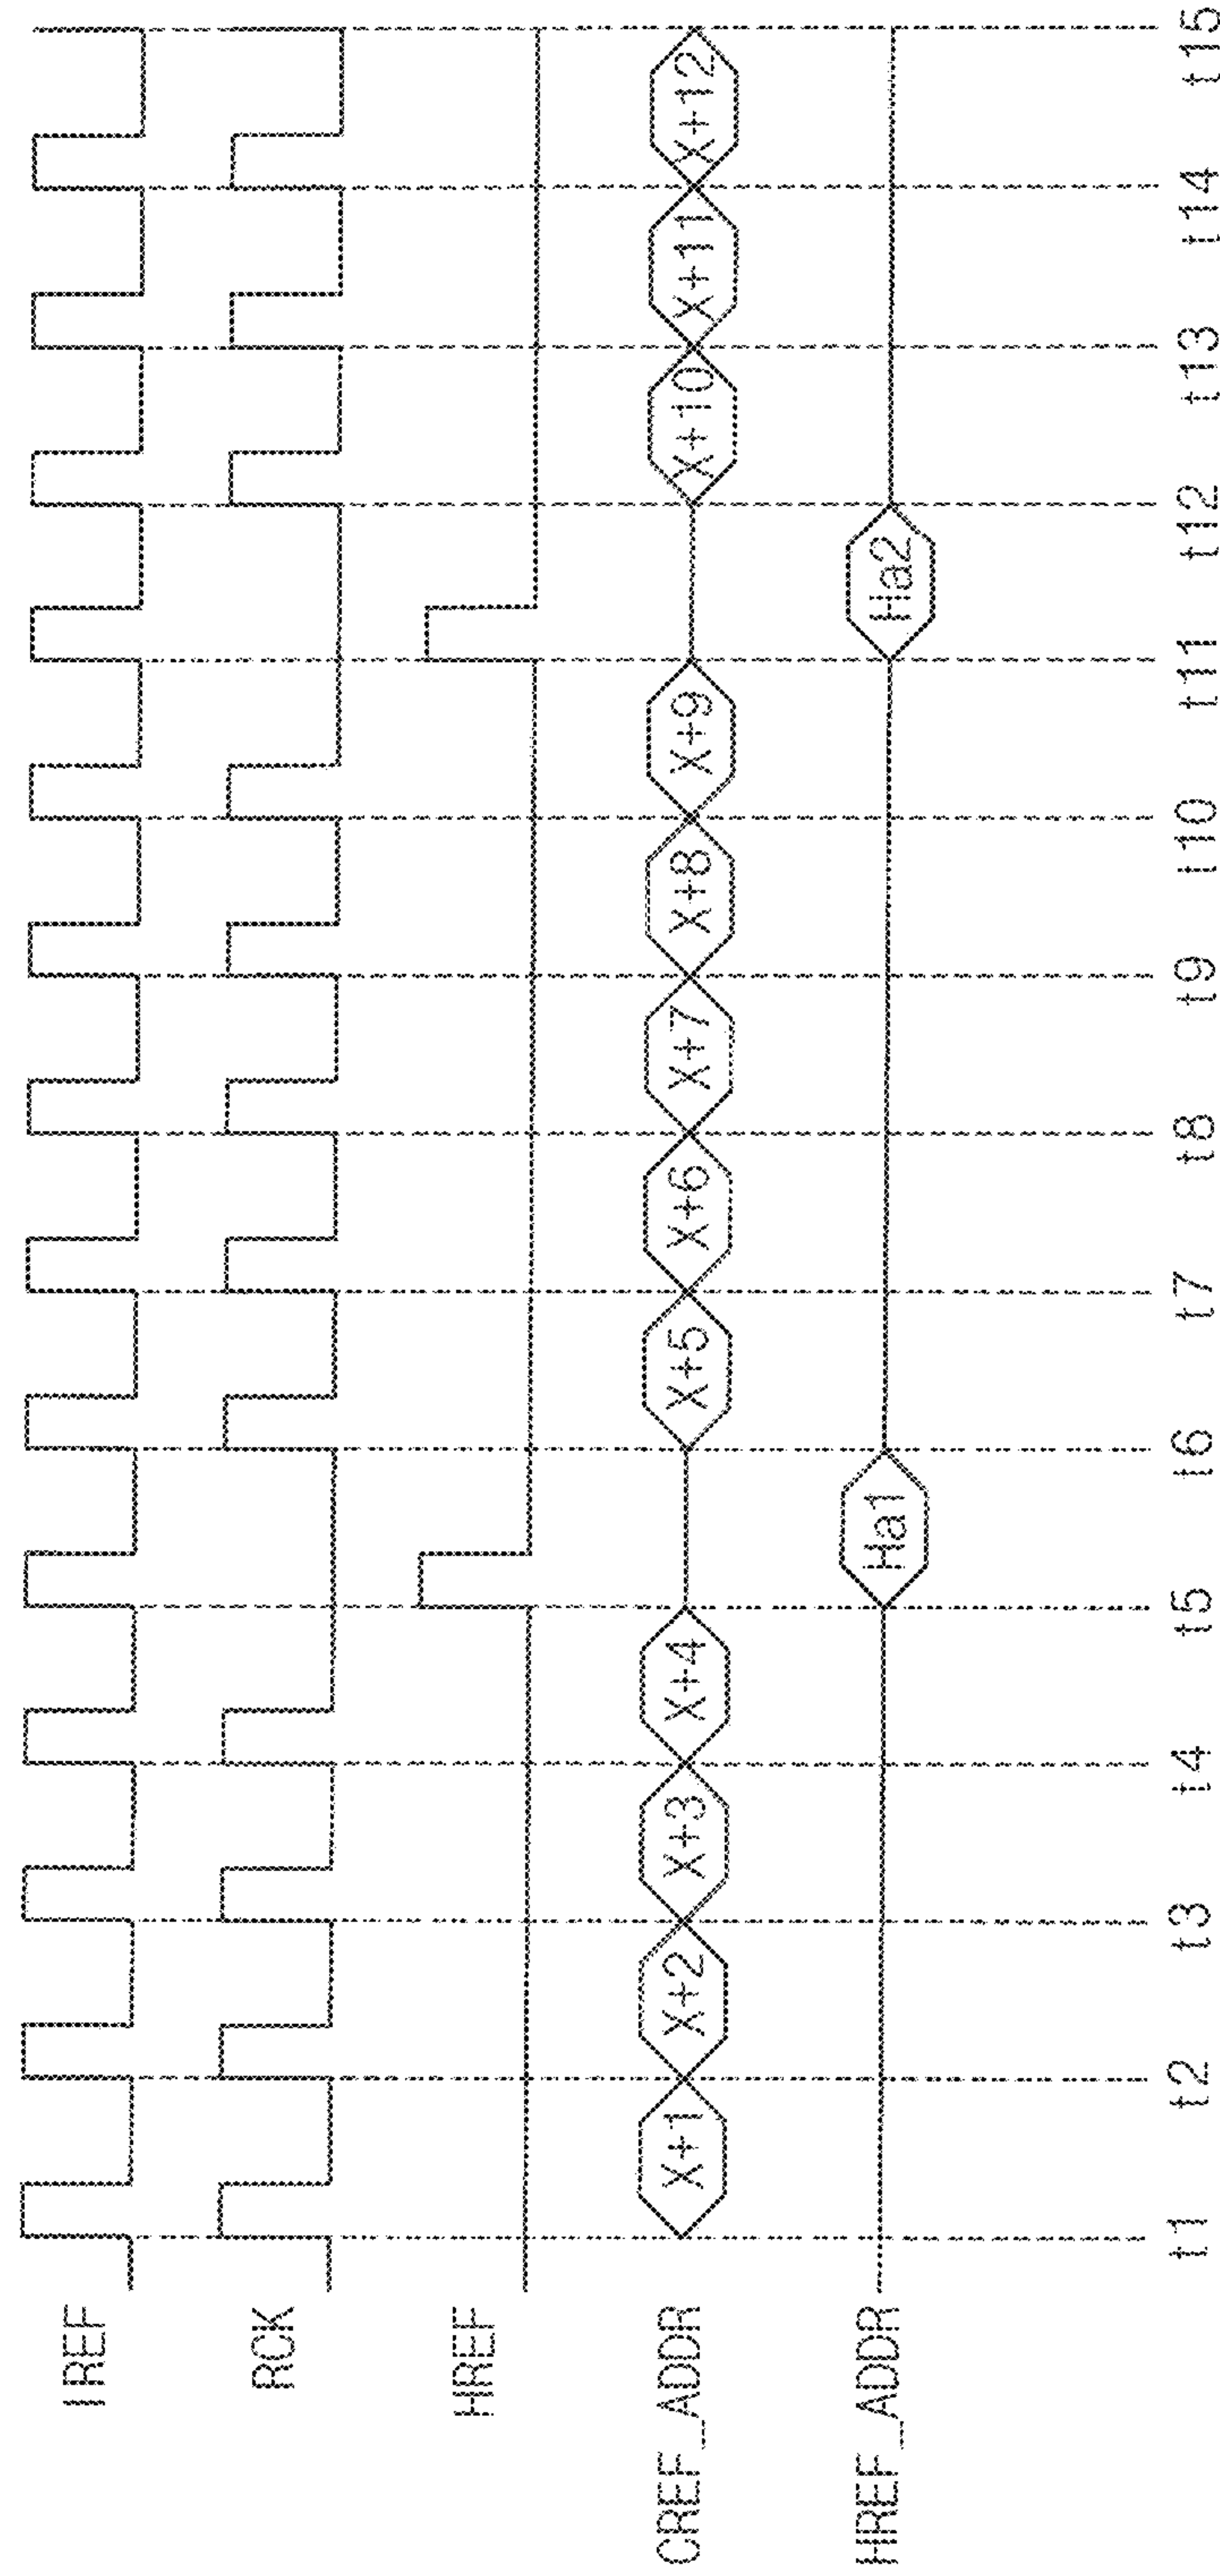 IREF
RCK
HREF
CREF_ADDR
X+1 X+2 X+3 X+4 X+5 X+6 X+7 X+8 X+9 X+10 X+11 X+12
HREF_ADDR
Ha1 Ha2
t1 t2 t3 t4 t5 t6 t7 t8 t9 t10 t11 t12 t13 t14 t15